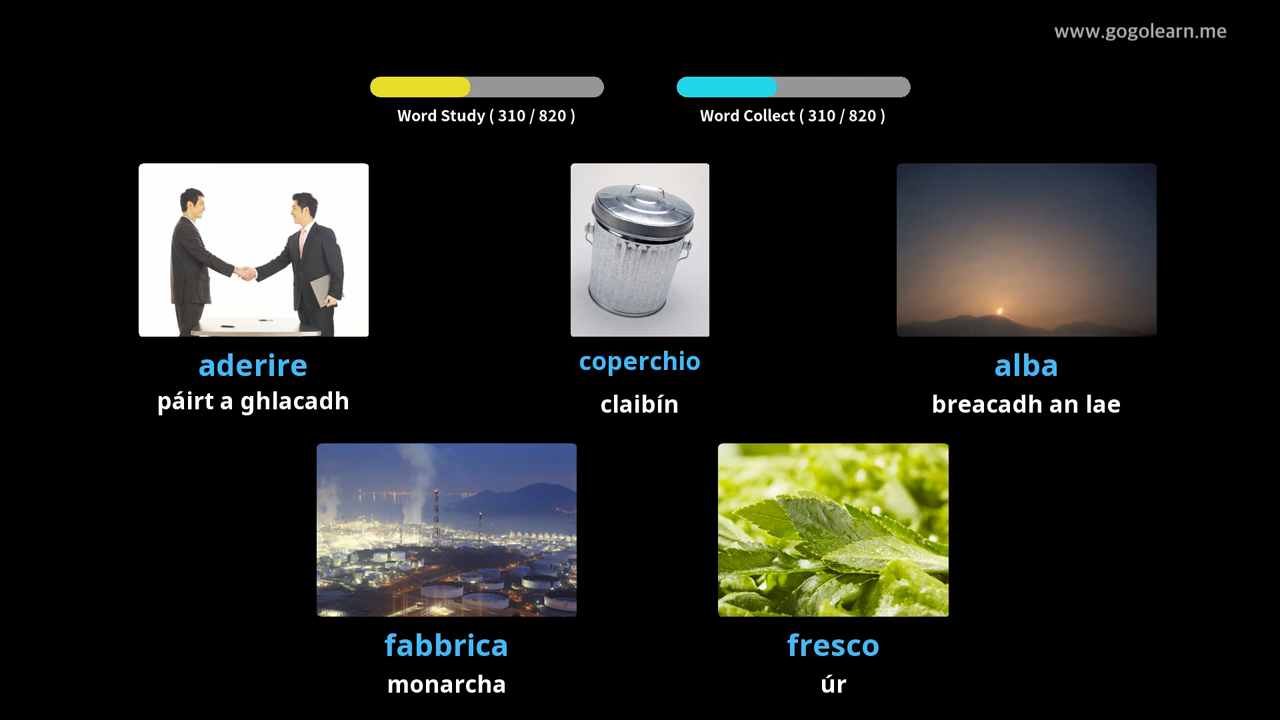 www.gogolearn.me
Word Study ( 310 / 820 )
Word Collect ( 310 / 820 )
aderire
páirt a ghlacadh
coperchio
claibín
alba
breacadh an lae
fabbrica
monarcha
fresco
úr